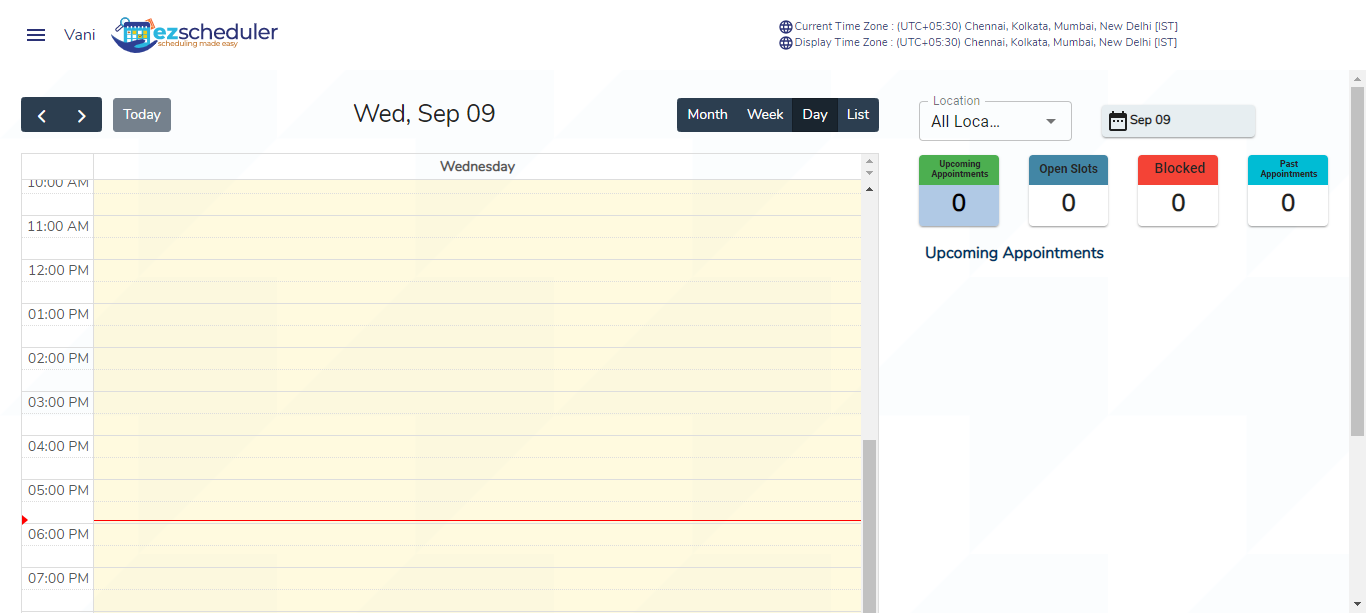 Vani
ezscheduler
scheduling made easy
Current Time Zone : (UTC+05:30) Chennai, Kolkata, Mumbai, New Delhi [IST]
Display Time Zone : (UTC+05:30) Chennai, Kolkata, Mumbai, New Delhi [IST]
Today
Wed, Sep 09
Month Week Day List
Location
All Loca...
Sep 09
Wednesday
10:00 AM
11:00 AM
12:00 PM
01:00 PM
02:00 PM
03:00 PM
04:00 PM
05:00 PM
06:00 PM
07:00 PM
Upcoming
Appointments
0
Open Slots
0
Blocked
0
Past
Appointments
0
Upcoming Appointments